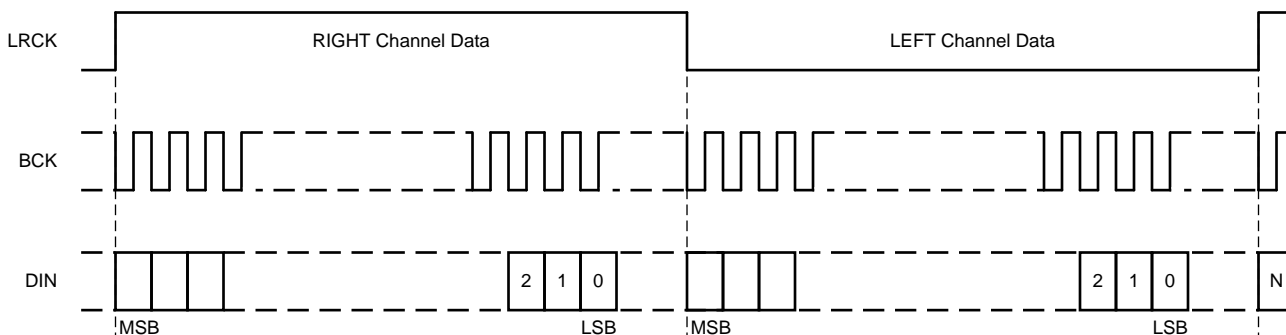 LRCK
RIGHT Channel Data
LEFT Channel Data
BCK
DIN
2 1 0
2 1 0
N
MSB
LSB
MSB
LSB